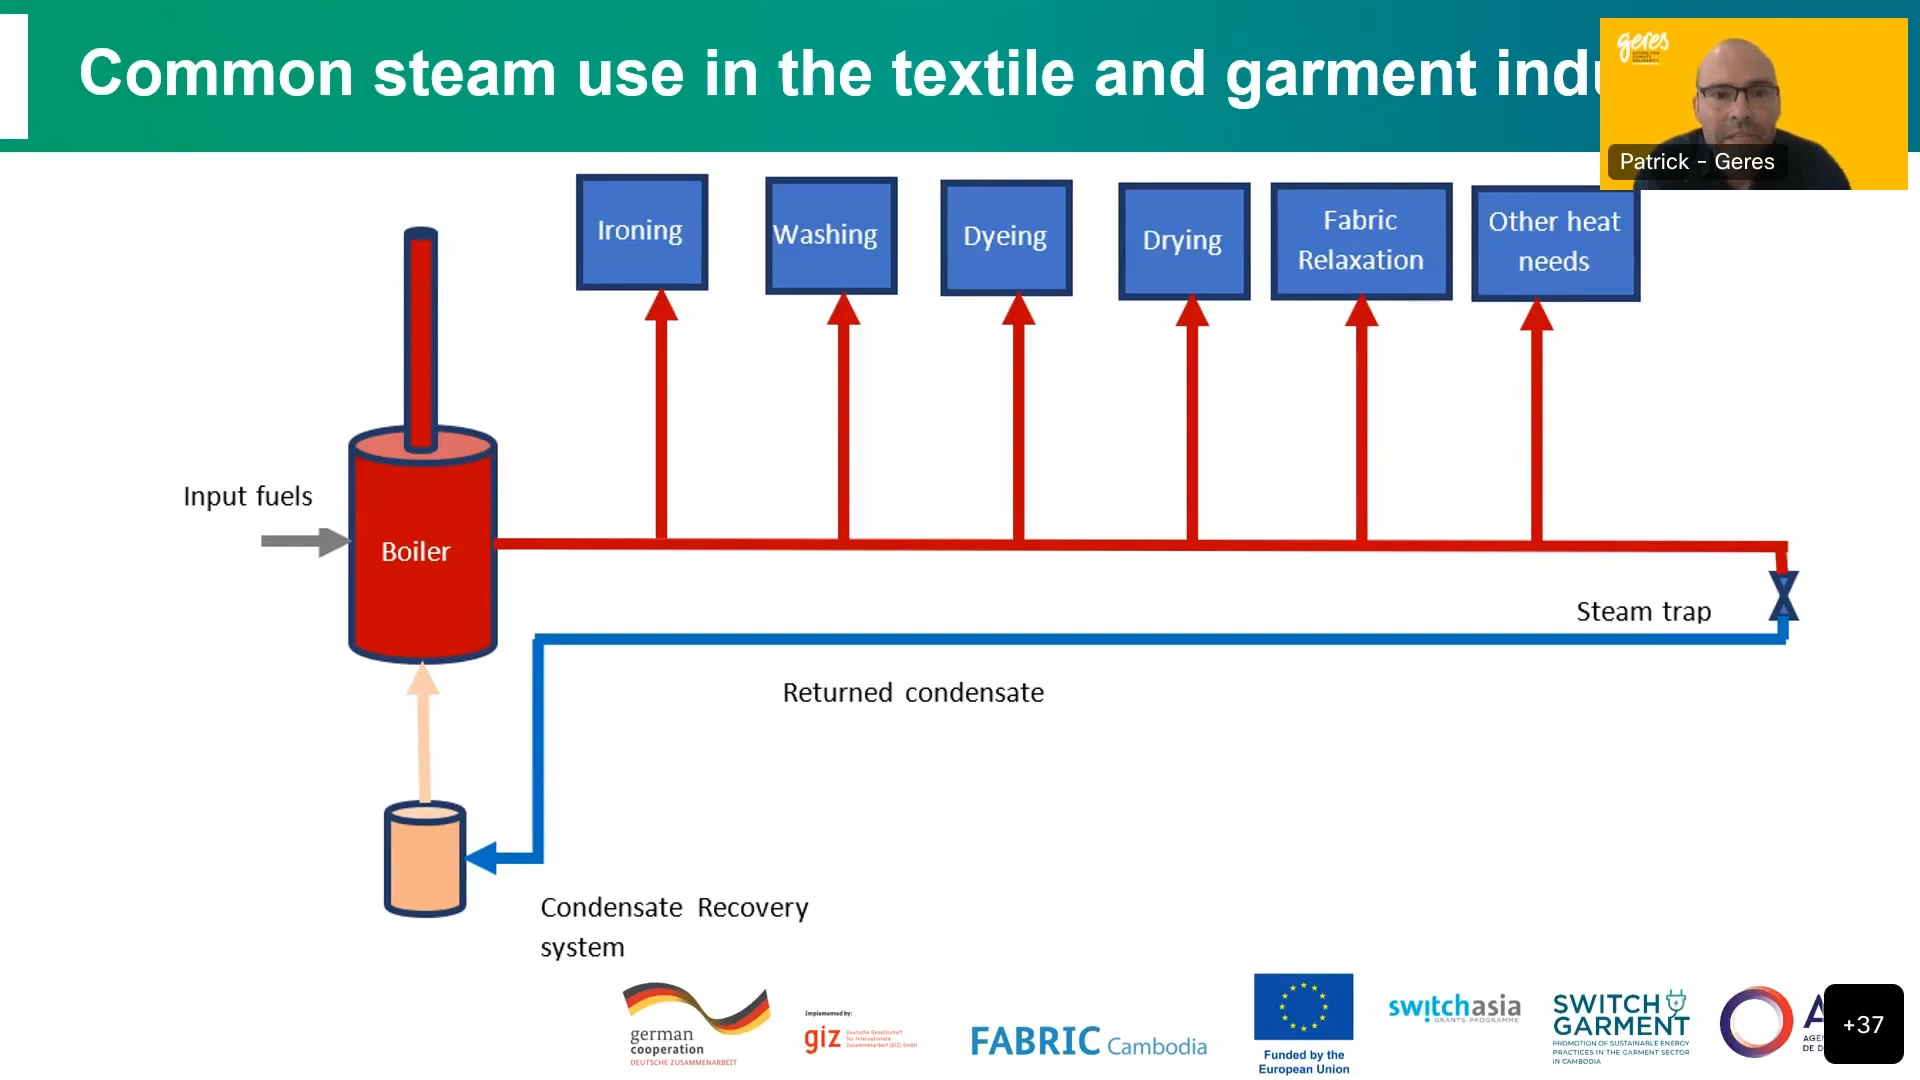 Common steam use in the textile and garment indu
geres
Patrick - Geres
Ironing
Washing
Dyeing
Drying
Fabric
Relaxation
Other heat
needs
Input fuels
Boiler
Steam trap
Returned condensate
Condensate Recovery
system
german
cooperation
DEUTSCHE ZUSAMMENARBEIT
Implemented by:
giz
Deutsche Gesellschaft
für Internationale
Zusammenarbeit (GIZ) GmbH
FABRIC Cambodia
Funded by the
European Union
switchasia
GRANTS PROGRAMME
SWITCH
GARMENT
PROMOTION OF SUSTAINABLE ENERGY
PRACTICES IN THE GARMENT SECTOR
IN CAMBODIA
A
AGEN
DE D
+37